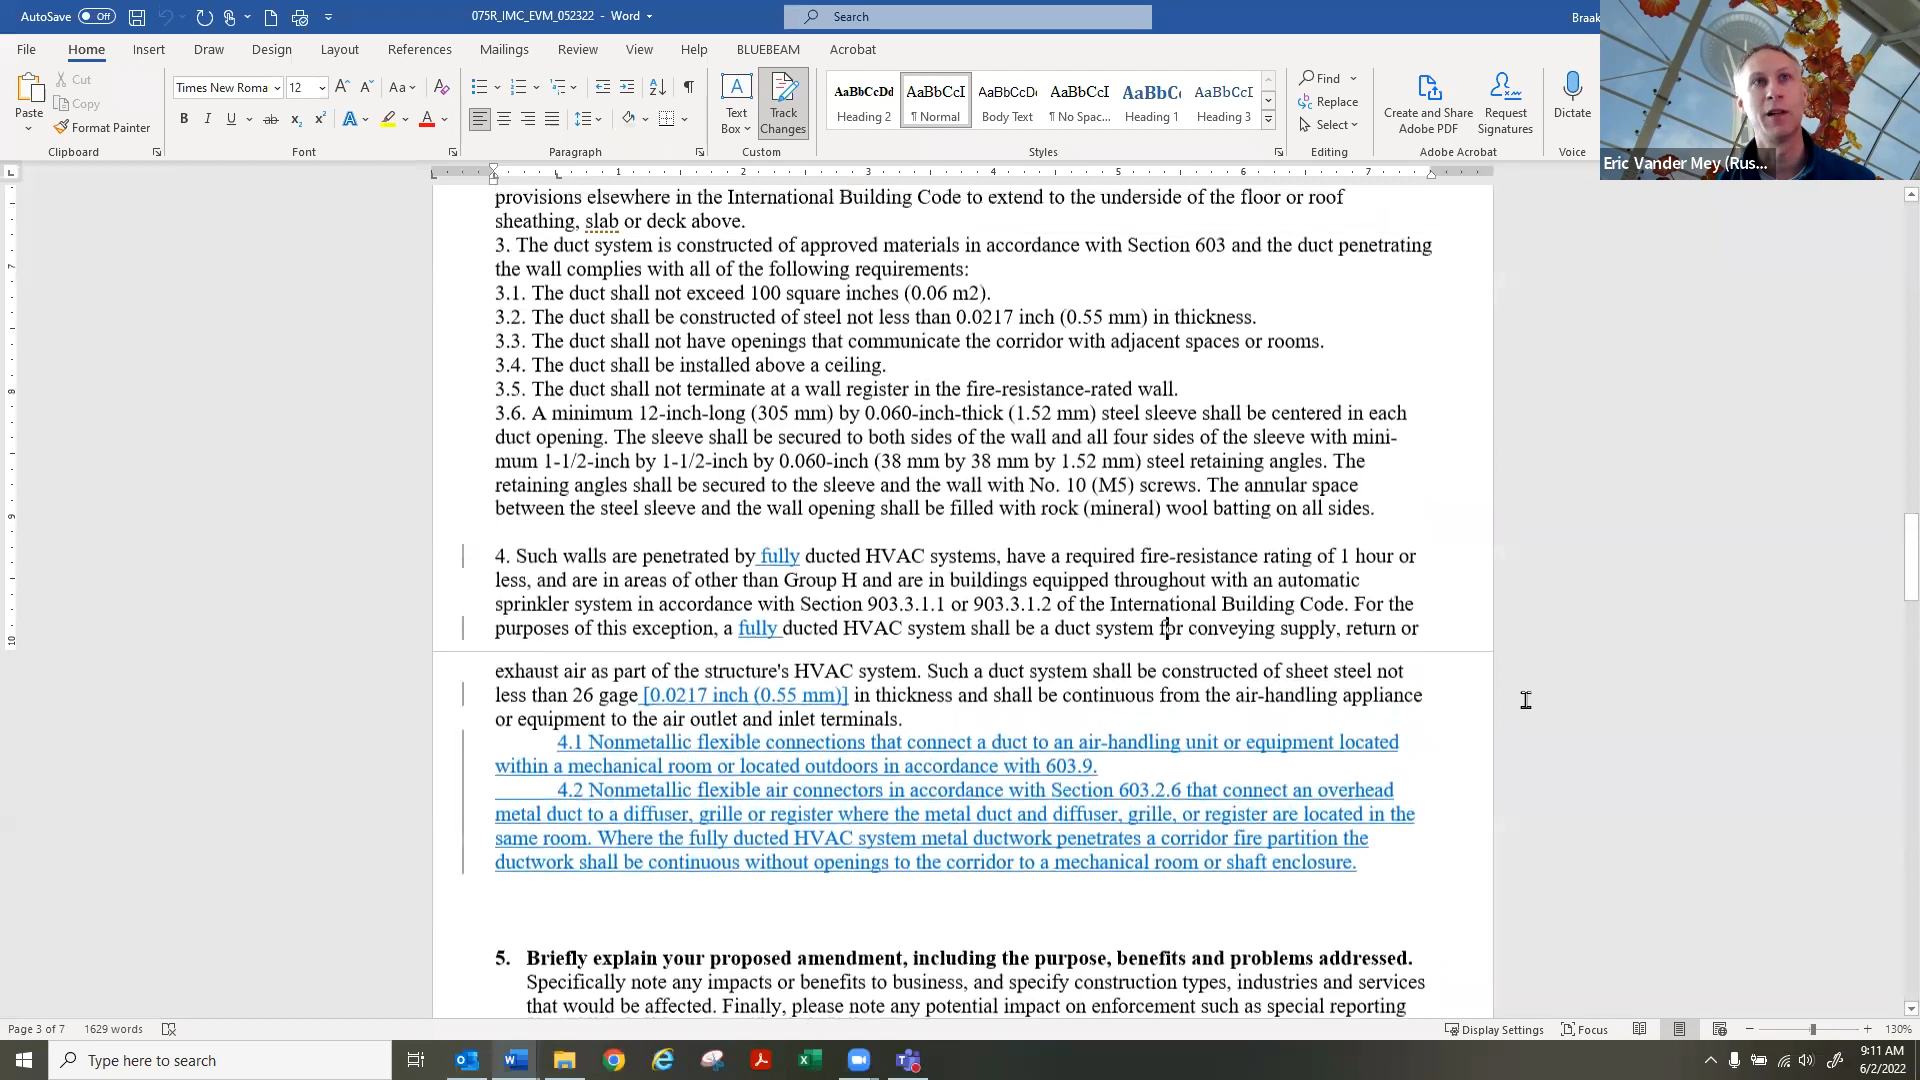 AutoSave Off
075R_IMC_EVM_052322 - Word
Search
Braak
File Home Insert Draw Design Layout References Mailings Review View Help BLUEBEAM Acrobat
Paste
Cut
Copy
Format Painter
Clipboard
Times New Roma 12
Font
Paragraph
Text Box
Track Changes
Custom
AaBbCcDd AaBbCcI AaBbCcDc AaBbCcI AaBbC AaBbCcI
Heading 2 ¶ Normal Body Text ¶ No Spac... Heading 1 Heading 3
Styles
Find
Replace
Select
Editing
Create and Share Adobe PDF
Request Signatures
Adobe Acrobat
Dictate
Voice
Eric Vander Mey (Rus...
1 2 3 4 5 6 7
provisions elsewhere in the International Building Code to extend to the underside of the floor or roof
sheathing, slab or deck above.
3. The duct system is constructed of approved materials in accordance with Section 603 and the duct penetrating
the wall complies with all of the following requirements:
3.1. The duct shall not exceed 100 square inches (0.06 m2).
3.2. The duct shall be constructed of steel not less than 0.0217 inch (0.55 mm) in thickness.
3.3. The duct shall not have openings that communicate the corridor with adjacent spaces or rooms.
3.4. The duct shall be installed above a ceiling.
3.5. The duct shall not terminate at a wall register in the fire-resistance-rated wall.
3.6. A minimum 12-inch-long (305 mm) by 0.060-inch-thick (1.52 mm) steel sleeve shall be centered in each
duct opening. The sleeve shall be secured to both sides of the wall and all four sides of the sleeve with mini-
mum 1-1/2-inch by 1-1/2-inch by 0.060-inch (38 mm by 38 mm by 1.52 mm) steel retaining angles. The
retaining angles shall be secured to the sleeve and the wall with No. 10 (M5) screws. The annular space
between the steel sleeve and the wall opening shall be filled with rock (mineral) wool batting on all sides.
4. Such walls are penetrated by fully ducted HVAC systems, have a required fire-resistance rating of 1 hour or
less, and are in areas of other than Group H and are in buildings equipped throughout with an automatic
sprinkler system in accordance with Section 903.3.1.1 or 903.3.1.2 of the International Building Code. For the
purposes of this exception, a fully ducted HVAC system shall be a duct system for conveying supply, return or
exhaust air as part of the structure's HVAC system. Such a duct system shall be constructed of sheet steel not
less than 26 gage [0.0217 inch (0.55 mm)] in thickness and shall be continuous from the air-handling appliance
or equipment to the air outlet and inlet terminals.
4.1 Nonmetallic flexible connections that connect a duct to an air-handling unit or equipment located
within a mechanical room or located outdoors in accordance with 603.9.
4.2 Nonmetallic flexible air connectors in accordance with Section 603.2.6 that connect an overhead
metal duct to a diffuser, grille or register where the metal duct and diffuser, grille, or register are located in the
same room. Where the fully ducted HVAC system metal ductwork penetrates a corridor fire partition the
ductwork shall be continuous without openings to the corridor to a mechanical room or shaft enclosure.
5. Briefly explain your proposed amendment, including the purpose, benefits and problems addressed.
Specifically note any impacts or benefits to business, and specify construction types, industries and services
that would be affected. Finally, please note any potential impact on enforcement such as special reporting
Page 3 of 7 1629 words
Display Settings Focus 130%
Type here to search
9:11 AM
6/2/2022